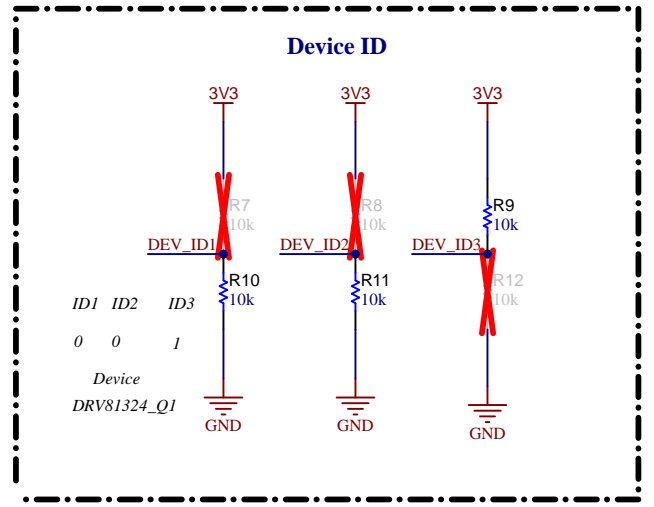 Device ID
3V3 3V3 3V3
R7 R8 R9
10k 10k 10k
DEV_ID1 DEV_ID2 DEV_ID3
R10 R11 R12
10k 10k 10k
ID1 ID2 ID3
0 0 1
Device
DRV81324_Q1
GND GND GND